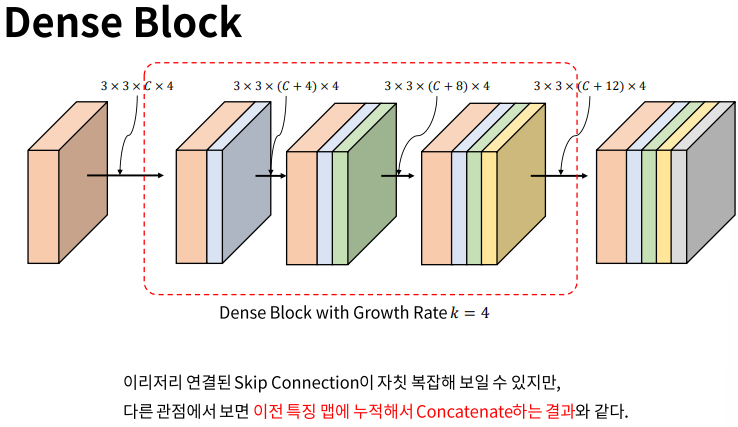 Dense Block
3 × 3 × C × 4
3 × 3 × (C + 4) × 4
3 × 3 × (C + 8) × 4
3 × 3 × (C + 12) × 4
Dense Block with Growth Rate k = 4
이리저리 연결된 Skip Connection이 자칫 복잡해 보일 수 있지만,
다른 관점에서 보면 이전 특징 맵에 누적해서 Concatenate하는 결과와 같다.